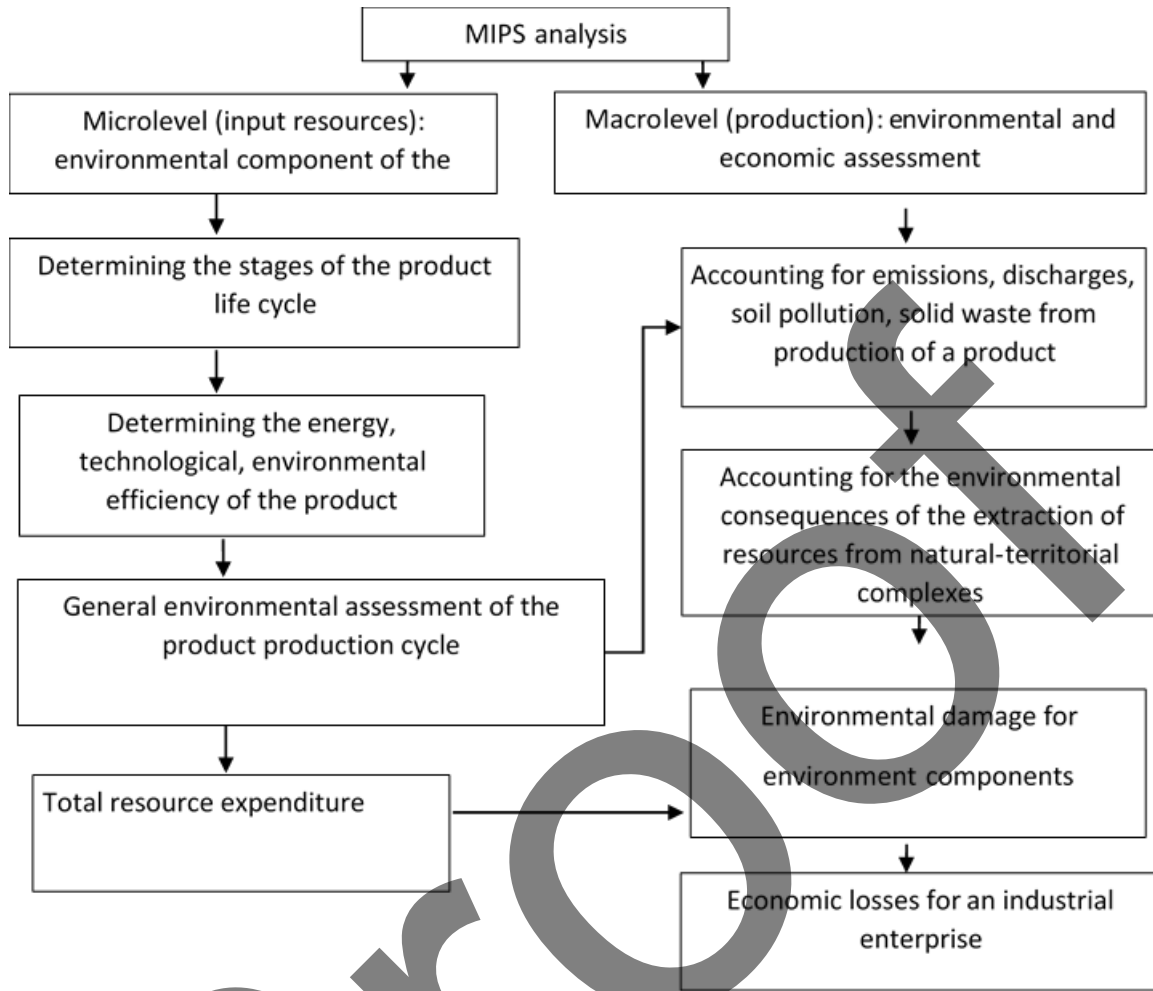 MIPS analysis
Microlevel (input resources):
environmental component of the
Macrolevel (production): environmental and
economic assessment
Determining the stages of the product
life cycle
Accounting for emissions, discharges,
soil pollution, solid waste from
production of a product
Determining the energy,
technological, environmental
efficiency of the product
Accounting for the environmental
consequences of the extraction of
resources from natural-territorial
complexes
General environmental assessment of the
product production cycle
Environmental damage for
environment components
Total resource expenditure
Economic losses for an industrial
enterprise
roof